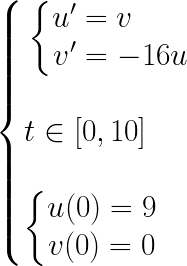 u′ = v
v′ = −16u
t ∈ [0, 10]
u(0) = 9
v(0) = 0